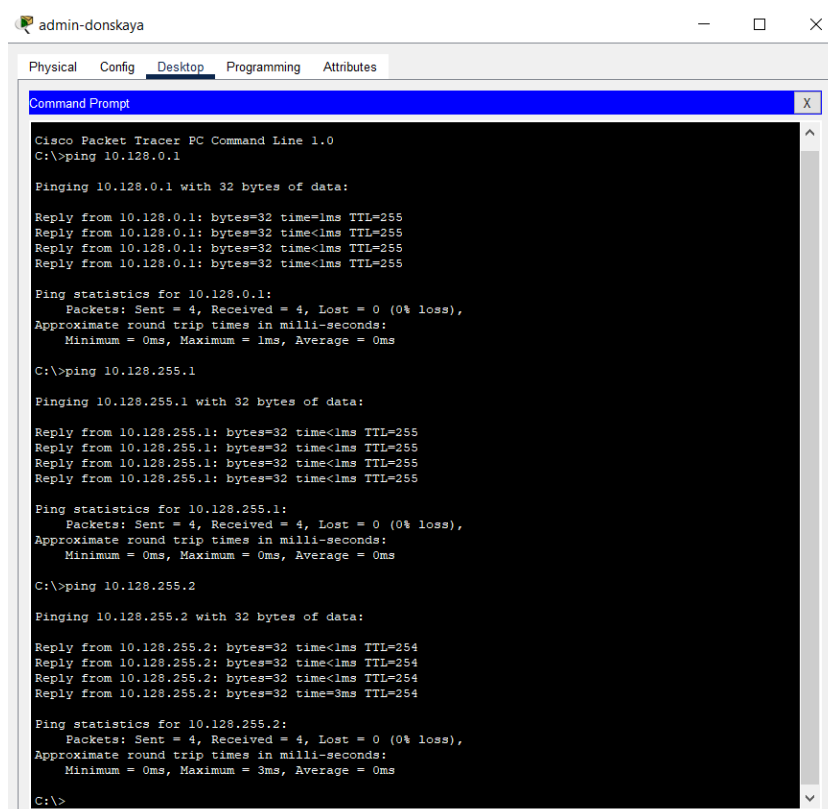 admin-donskaya
Physical Config Desktop Programming Attributes
Command Prompt X
Cisco Packet Tracer PC Command Line 1.0
C:\>ping 10.128.0.1
Pinging 10.128.0.1 with 32 bytes of data:
Reply from 10.128.0.1: bytes=32 time=1ms TTL=255
Reply from 10.128.0.1: bytes=32 time<1ms TTL=255
Reply from 10.128.0.1: bytes=32 time<1ms TTL=255
Reply from 10.128.0.1: bytes=32 time<1ms TTL=255
Ping statistics for 10.128.0.1:
Packets: Sent = 4, Received = 4, Lost = 0 (0% loss),
Approximate round trip times in milli-seconds:
Minimum = 0ms, Maximum = 1ms, Average = 0ms
C:\>ping 10.128.255.1
Pinging 10.128.255.1 with 32 bytes of data:
Reply from 10.128.255.1: bytes=32 time<1ms TTL=255
Reply from 10.128.255.1: bytes=32 time<1ms TTL=255
Reply from 10.128.255.1: bytes=32 time<1ms TTL=255
Reply from 10.128.255.1: bytes=32 time<1ms TTL=255
Ping statistics for 10.128.255.1:
Packets: Sent = 4, Received = 4, Lost = 0 (0% loss),
Approximate round trip times in milli-seconds:
Minimum = 0ms, Maximum = 0ms, Average = 0ms
C:\>ping 10.128.255.2
Pinging 10.128.255.2 with 32 bytes of data:
Reply from 10.128.255.2: bytes=32 time<1ms TTL=254
Reply from 10.128.255.2: bytes=32 time<1ms TTL=254
Reply from 10.128.255.2: bytes=32 time<1ms TTL=254
Reply from 10.128.255.2: bytes=32 time=3ms TTL=254
Ping statistics for 10.128.255.2:
Packets: Sent = 4, Received = 4, Lost = 0 (0% loss),
Approximate round trip times in milli-seconds:
Minimum = 0ms, Maximum = 3ms, Average = 0ms
C:\>